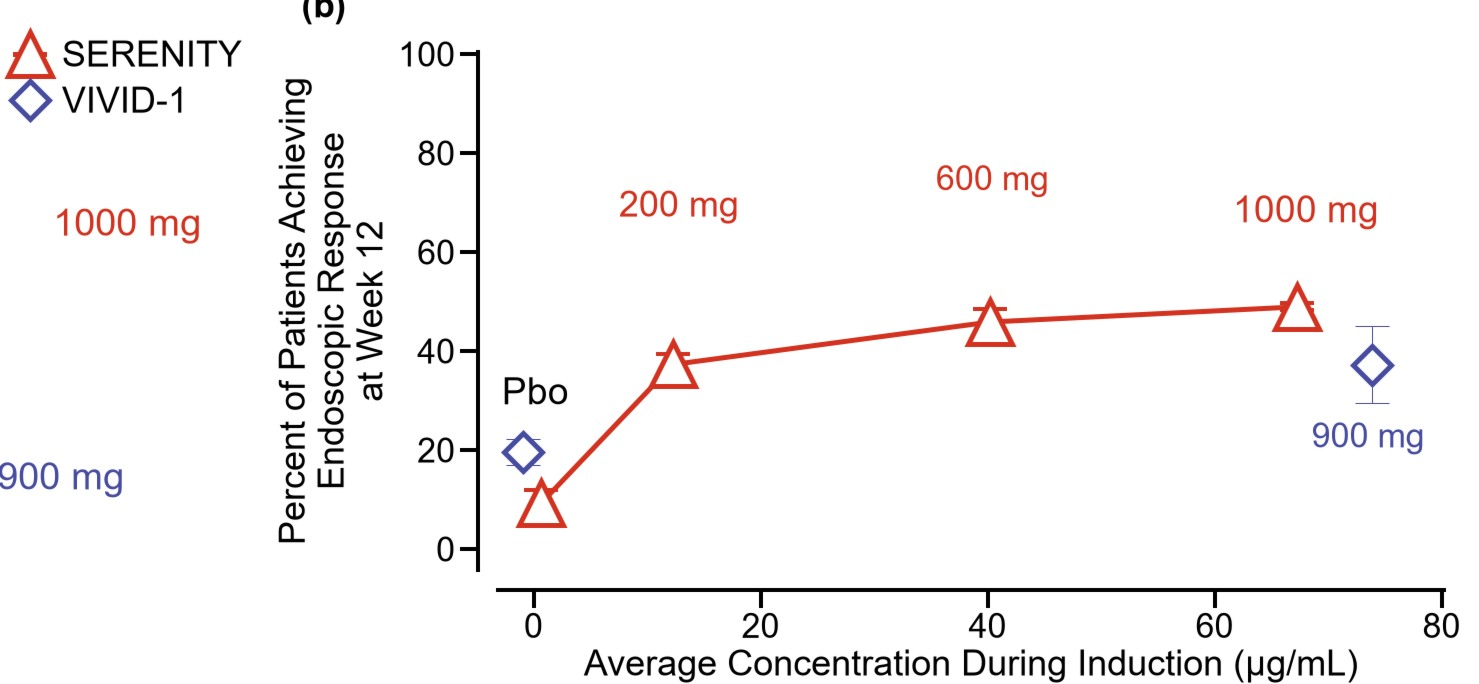 (b)
SERENITY
VIVID-1
1000 mg
900 mg
Percent of Patients Achieving
Endoscopic Response
at Week 12
100
80
60
40
20
0
200 mg
600 mg
1000 mg
Pbo
900 mg
0 20 40 60 80
Average Concentration During Induction (µg/mL)